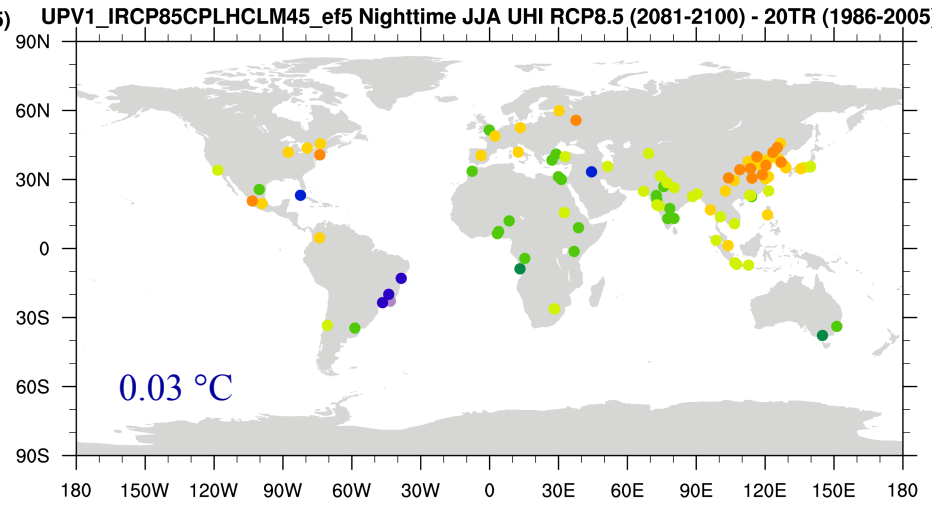 5) UPV1_IRCP85CPLHCLM45_ef5 Nighttime JJA UHI RCP8.5 (2081-2100) - 20TR (1986-2005)
90N
60N
30N
0
30S
60S
90S
0.03 °C
180 150W 120W 90W 60W 30W 0 30E 60E 90E 120E 150E 180